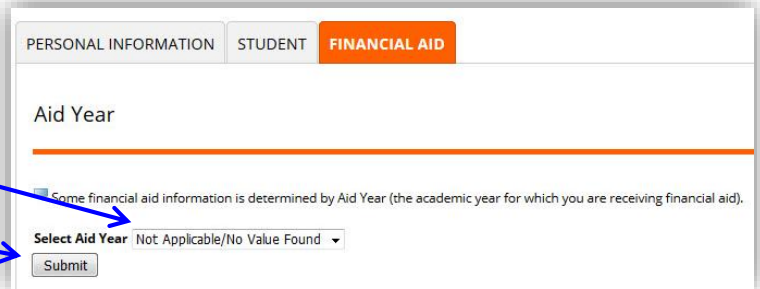 PERSONAL INFORMATION STUDENT FINANCIAL AID
Aid Year
Some financial aid information is determined by Aid Year (the academic year for which you are receiving financial aid).
Select Aid Year Not Applicable/No Value Found
Submit